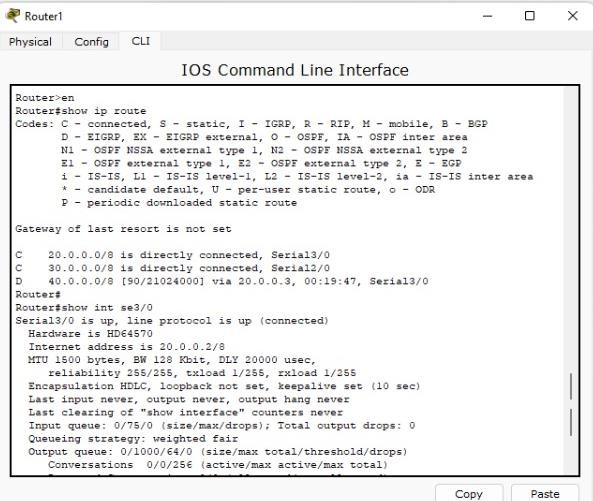 Router1
Physical Config CLI
IOS Command Line Interface
Router>en
Router#show ip route
Codes: C - connected, S - static, I - IGRP, R - RIP, M - mobile, B - BGP
D - EIGRP, EX - EIGRP external, O - OSPF, IA - OSPF inter area
N1 - OSPF NSSA external type 1, N2 - OSPF NSSA external type 2
E1 - OSPF external type 1, E2 - OSPF external type 2, E - EGP
i - IS-IS, L1 - IS-IS level-1, L2 - IS-IS level-2, ia - IS-IS inter area
* - candidate default, U - per-user static route, o - ODR
P - periodic downloaded static route
Gateway of last resort is not set
C 20.0.0.0/8 is directly connected, Serial3/0
C 30.0.0.0/8 is directly connected, Serial2/0
D 40.0.0.0/8 [90/21024000] via 20.0.0.3, 00:19:47, Serial3/0
Router#
Router#show int se3/0
Serial3/0 is up, line protocol is up (connected)
Hardware is HD64570
Internet address is 20.0.0.2/8
MTU 1500 bytes, BW 128 Kbit, DLY 20000 usec,
reliability 255/255, txload 1/255, rxload 1/255
Encapsulation HDLC, loopback not set, keepalive set (10 sec)
Last input never, output never, output hang never
Last clearing of "show interface" counters never
Input queue: 0/75/0 (size/max/drops); Total output drops: 0
Queueing strategy: weighted fair
Output queue: 0/1000/64/0 (size/max total/threshold/drops)
Conversations 0/0/256 (active/max active/max total)
Copy Paste